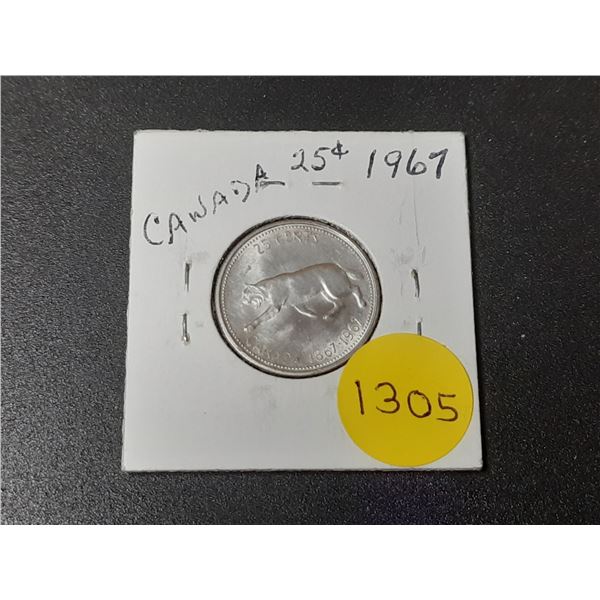 CANADA 25¢ 1967
25 CENTS
CANADA • 1867-1967
1305